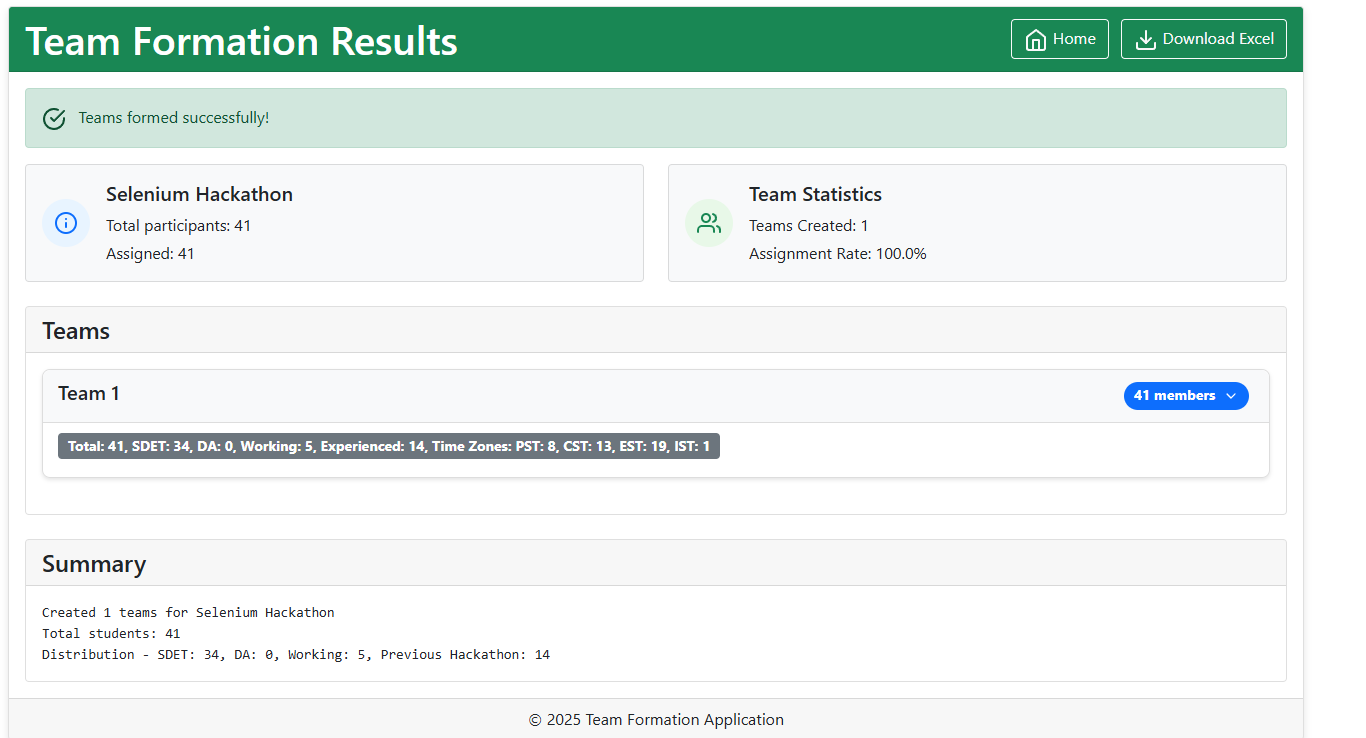 Team Formation Results
Home
Download Excel
Teams formed successfully!
Selenium Hackathon
Total participants: 41
Assigned: 41
Team Statistics
Teams Created: 1
Assignment Rate: 100.0%
Teams
Team 1
41 members
Total: 41, SDET: 34, DA: 0, Working: 5, Experienced: 14, Time Zones: PST: 8, CST: 13, EST: 19, IST: 1
Summary
Created 1 teams for Selenium Hackathon
Total students: 41
Distribution - SDET: 34, DA: 0, Working: 5, Previous Hackathon: 14
© 2025 Team Formation Application